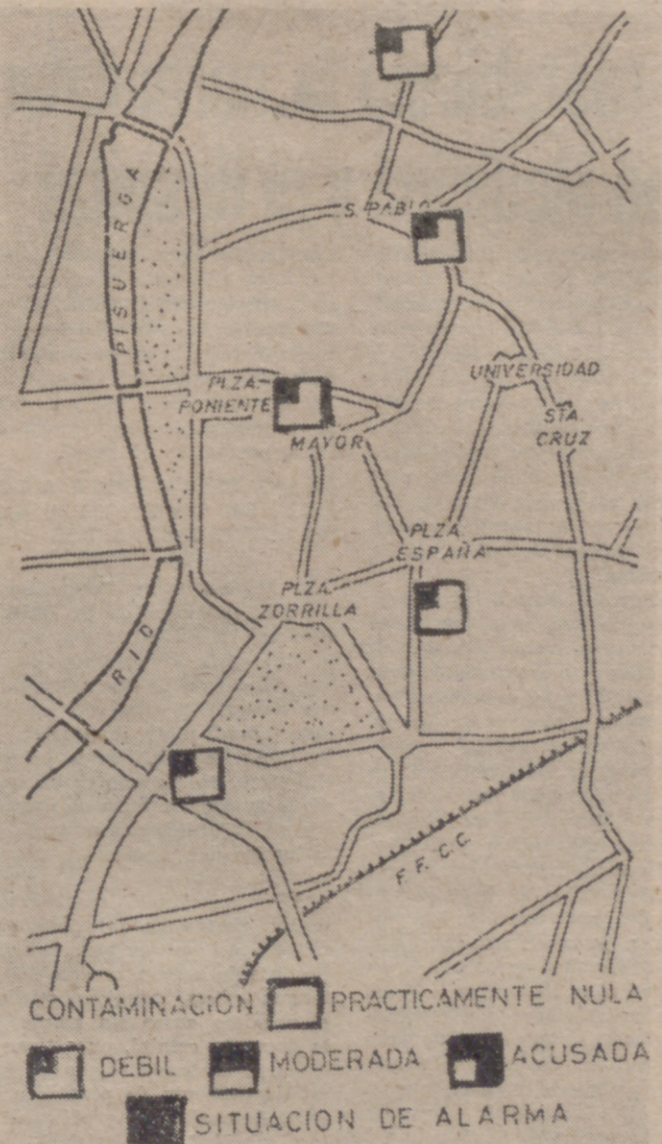 S. PABLO
PISUERGA
UNIVERSIDAD
PLZA.
PONIENTE
MAYOR
STA.
CRUZ
PLZA.
ESPAÑA
PLZA.
ZORRILLA
RIO
F.F.C.C.
CONTAMINACION PRACTICAMENTE NULA
DEBIL MODERADA ACUSADA
SITUACION DE ALARMA